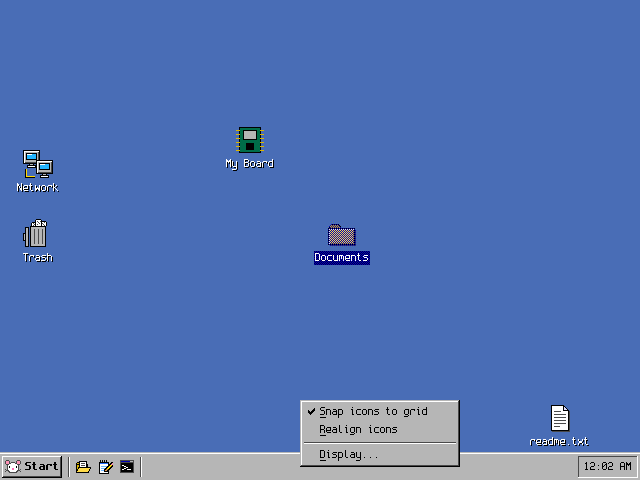 My Board
Network
Trash
Documents
Snap icons to grid
Realign icons
Display...
readme.txt
Start
12:02 AM